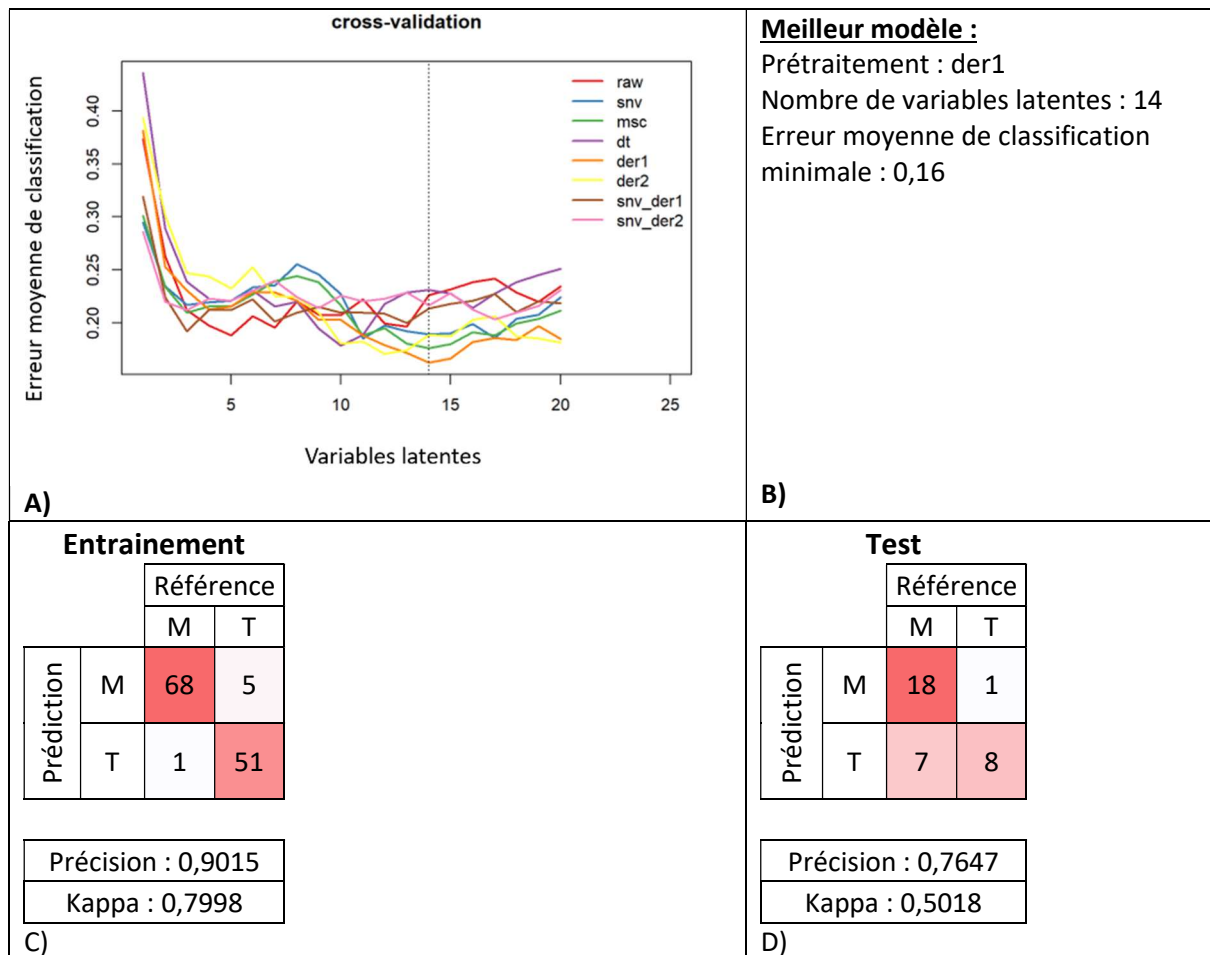 cross-validation
Erreur moyenne de classification
0.40
0.35
0.30
0.25
0.20
raw
snv
msc
dt
der1
der2
snv_der1
snv_der2
5 10 15 20 25
Variables latentes
A)
Meilleur modèle :
Prétraitement : der1
Nombre de variables latentes : 14
Erreur moyenne de classification
minimale : 0,16
B)
Entrainement
Référence
M T
Prédiction
M 68 5
T 1 51
Précision : 0,9015
Kappa : 0,7998
C)
Test
Référence
M T
Prédiction
M 18 1
T 7 8
Précision : 0,7647
Kappa : 0,5018
D)